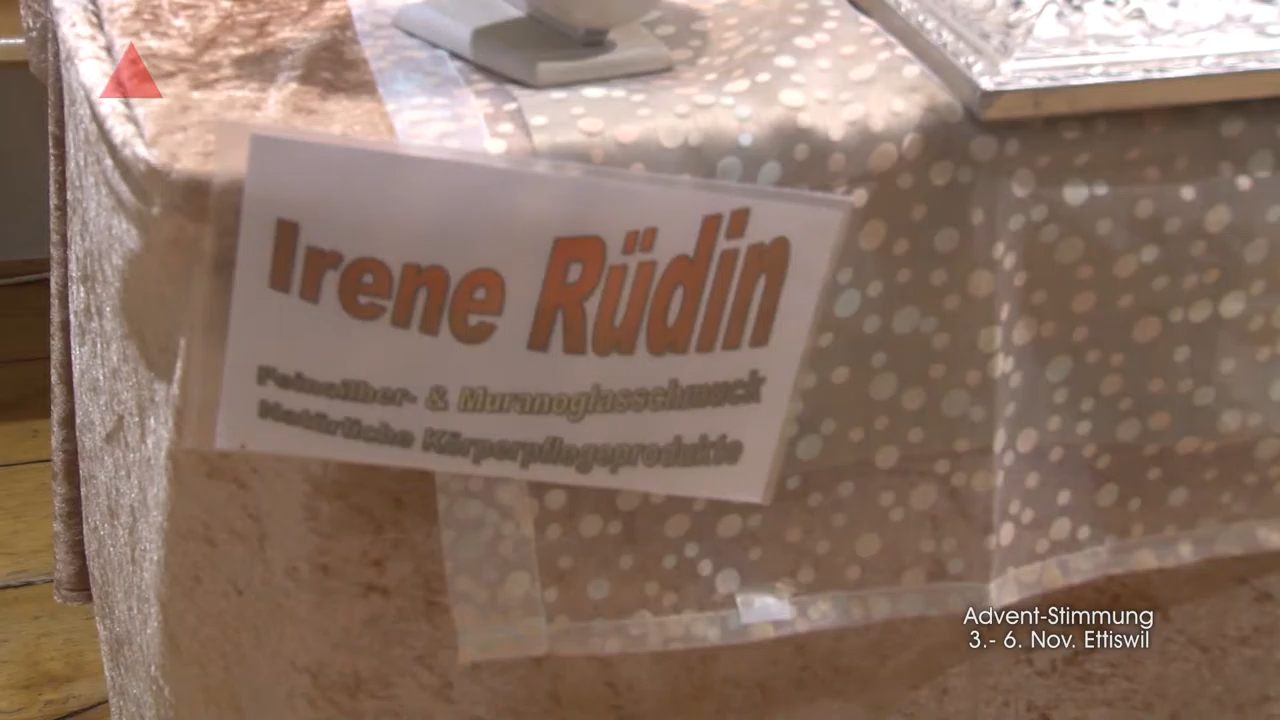 Irene Rüdin
Feinsilber- & Muranoglasschmuck
Natürliche Körperpflegeprodukte
Advent-Stimmung
3.- 6. Nov. Ettiswil